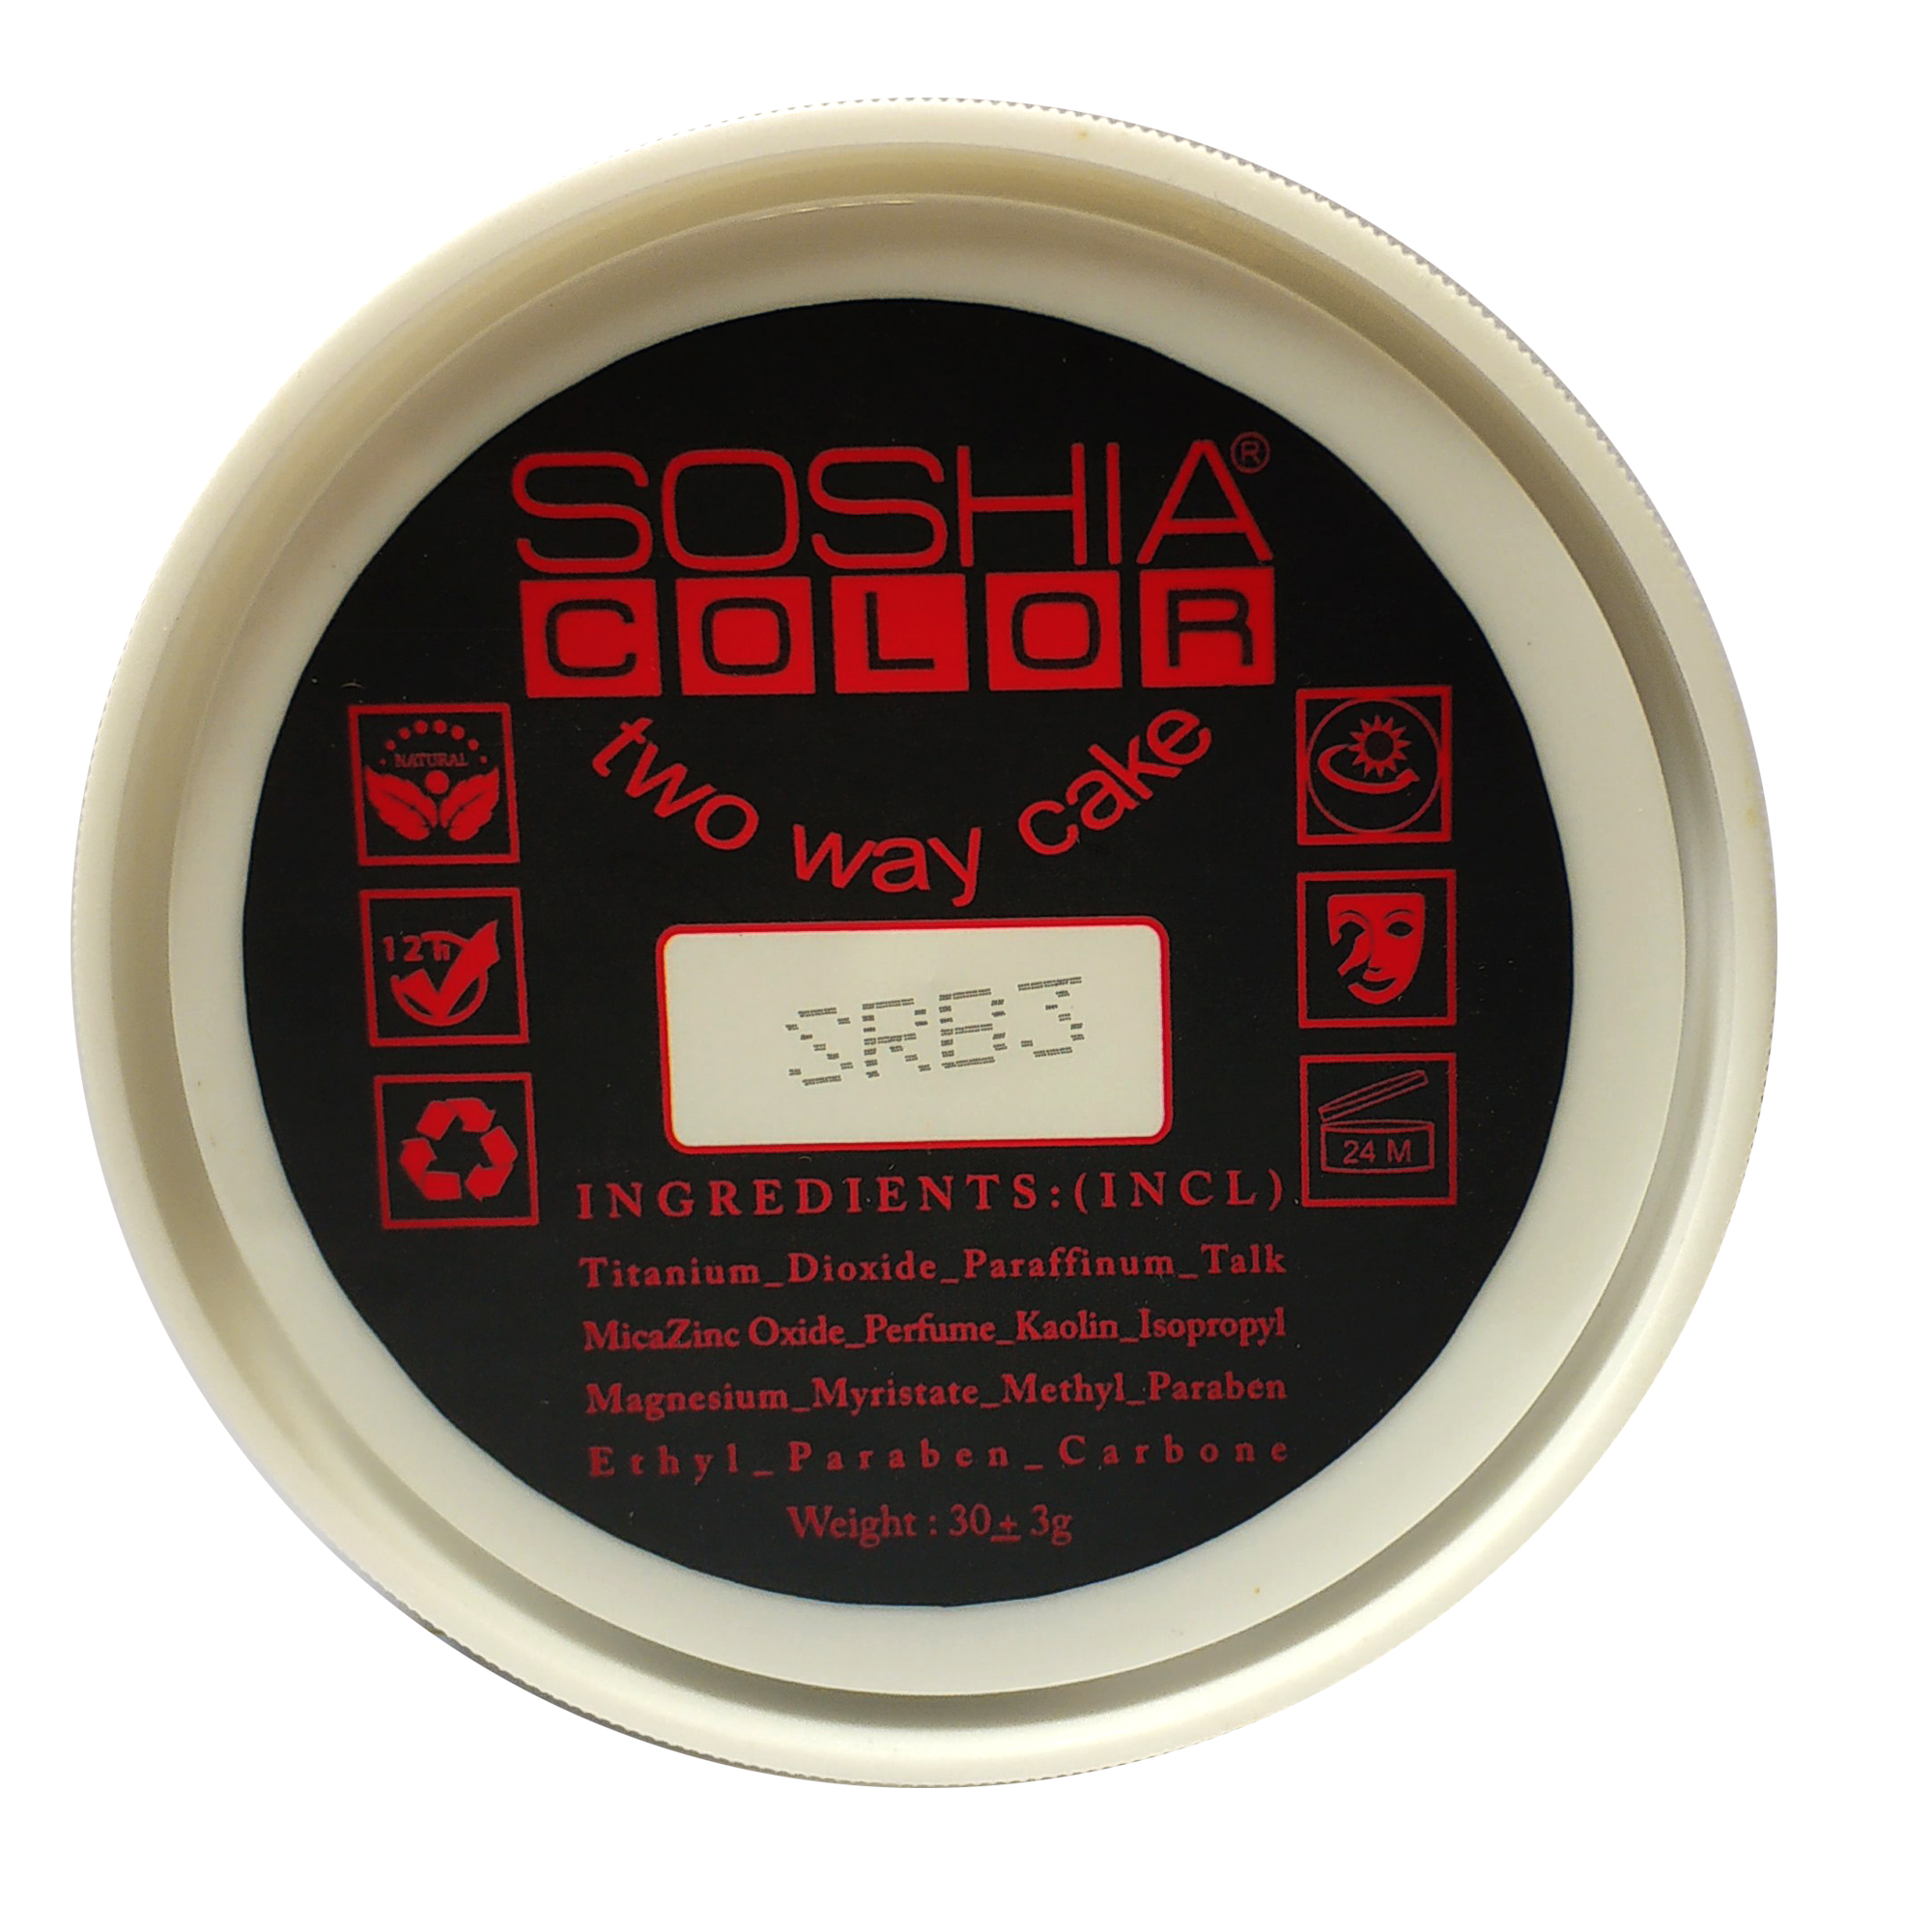 SOSHIA®
COLOR
two way cake
NATURAL
12h
SRB3
24 M
INGREDIENTS:(INCL)
Titanium_Dioxide_Paraffinum_Talk
MicaZinc Oxide_Perfume_Kaolin_Isopropyl
Magnesium_Myristate_Methyl_Paraben
Ethyl_Paraben_Carbone
Weight : 30± 3g